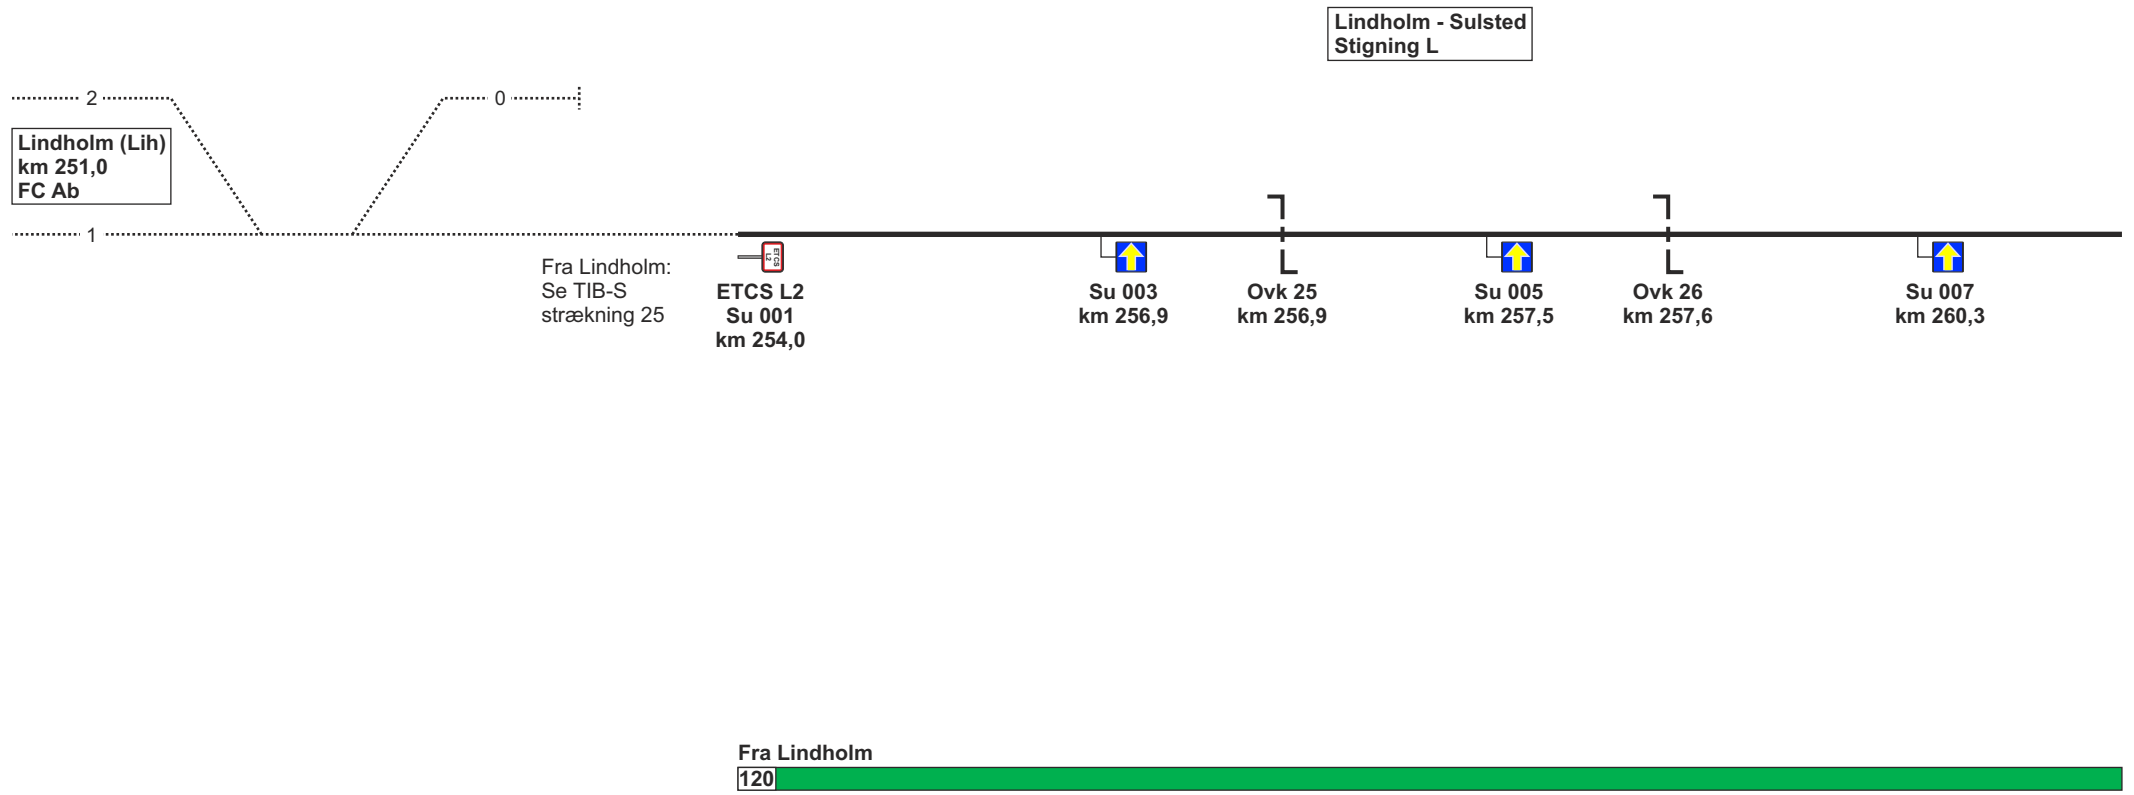 Lindholm - Sulsted
Stigning L
2
0
Lindholm (Lih)
km 251,0
FC Ab
1
Fra Lindholm:
Se TIB-S
strækning 25
ETCS
L2
ETCS L2
Su 001
km 254,0
Su 003
km 256,9
Ovk 25
km 256,9
Su 005
km 257,5
Ovk 26
km 257,6
Su 007
km 260,3
Fra Lindholm
120